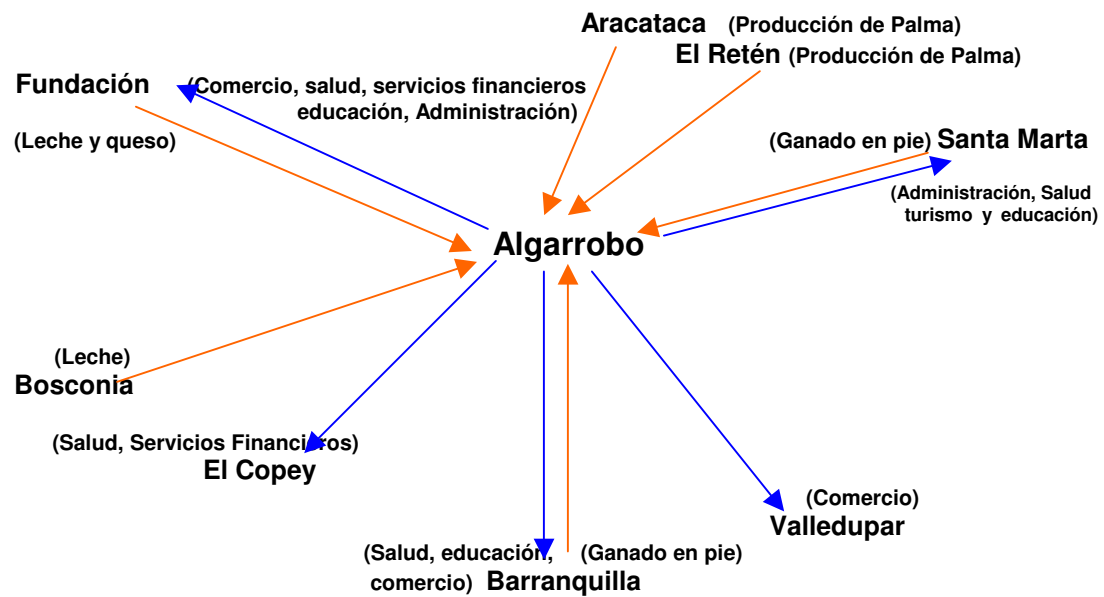 Aracataca (Producción de Palma)
El Retén (Producción de Palma)
Fundación (Comercio, salud, servicios financieros
educación, Administración)
(Leche y queso)
(Ganado en pie) Santa Marta
(Administración, Salud
turismo y educación)
Algarrobo
(Leche)
Bosconia
(Salud, Servicios Financieros)
El Copey
(Comercio)
Valledupar
(Salud, educación, (Ganado en pie)
comercio) Barranquilla